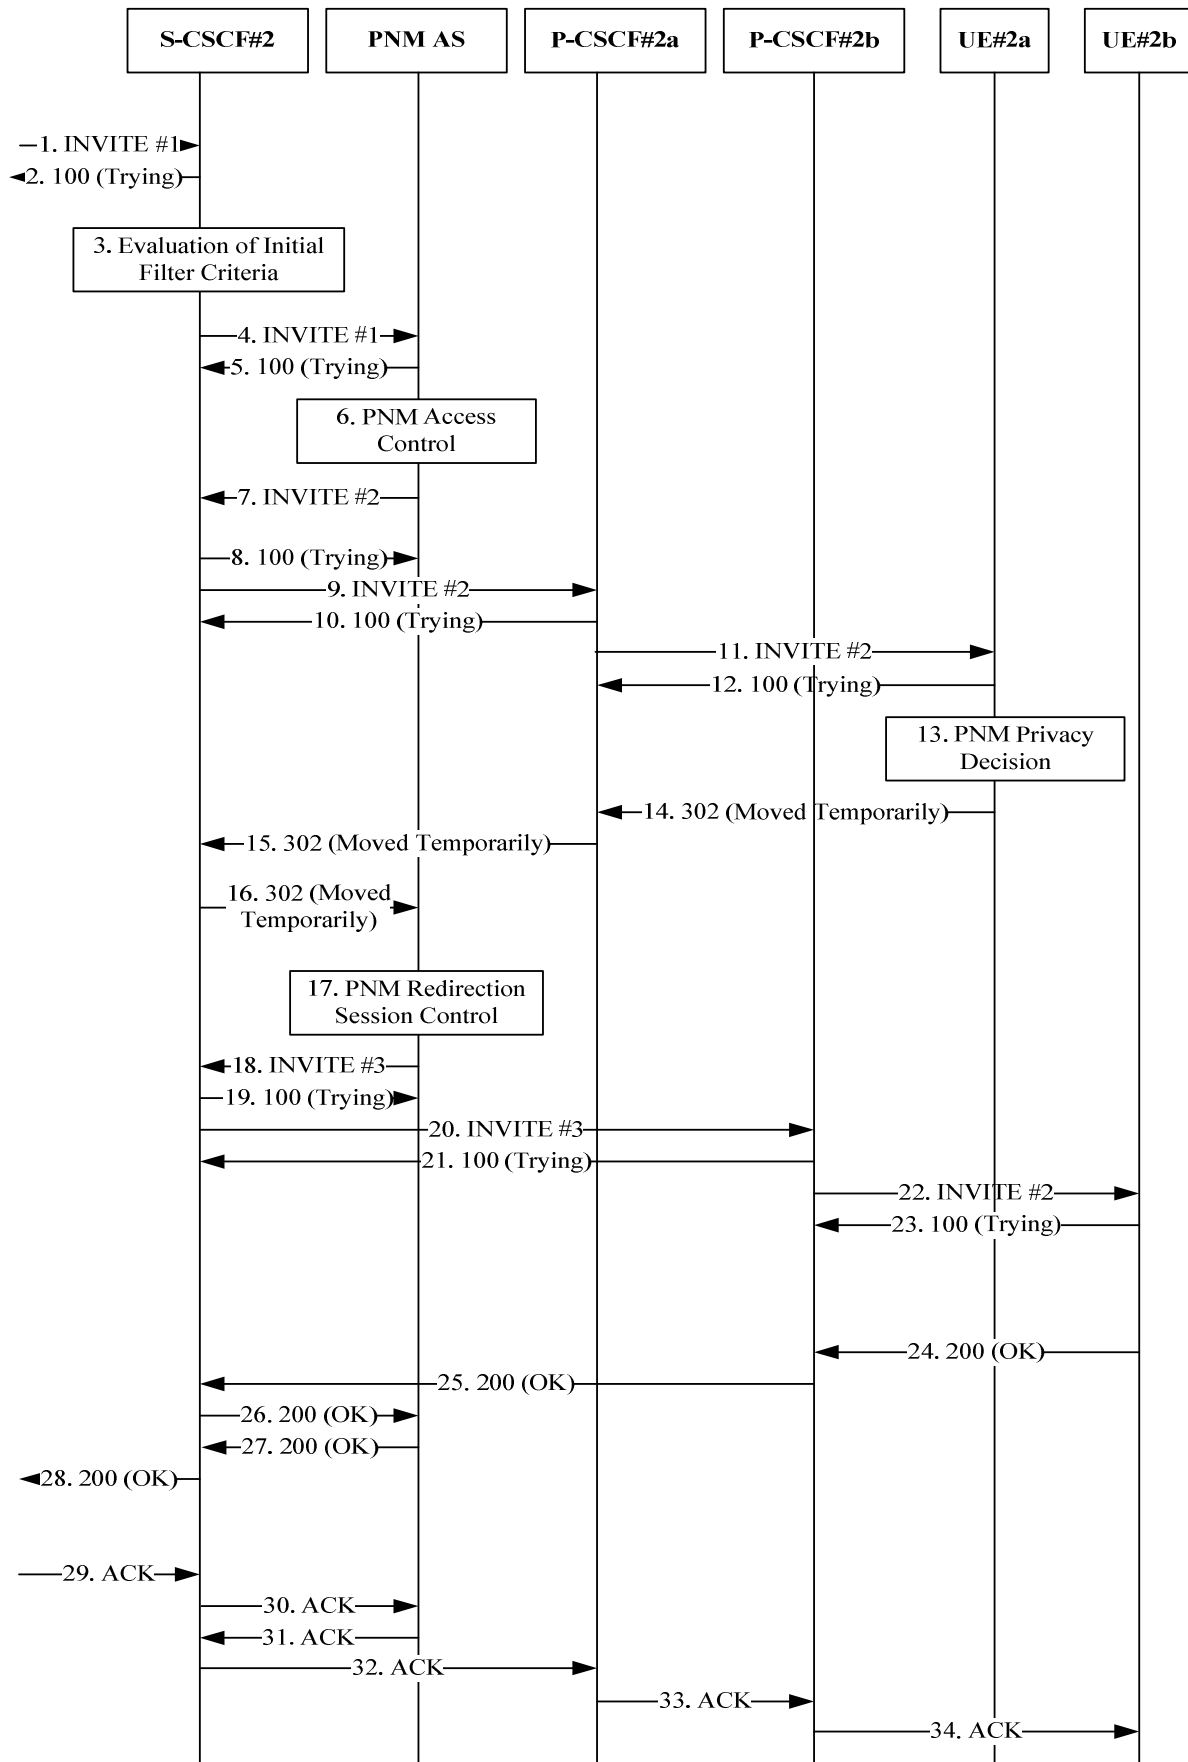 S-CSCF#2
PNM AS
P-CSCF#2a
P-CSCF#2b
UE#2a
UE#2b
1. INVITE #1
2. 100 (Trying)
3. Evaluation of Initial
Filter Criteria
4. INVITE #1
5. 100 (Trying)
6. PNM Access
Control
7. INVITE #2
8. 100 (Trying)
9. INVITE #2
10. 100 (Trying)
11. INVITE #2
12. 100 (Trying)
13. PNM Privacy
Decision
14. 302 (Moved Temporarily)
15. 302 (Moved Temporarily)
16. 302 (Moved
Temporarily)
17. PNM Redirection
Session Control
18. INVITE #3
19. 100 (Trying)
20. INVITE #3
21. 100 (Trying)
22. INVITE #2
23. 100 (Trying)
24. 200 (OK)
25. 200 (OK)
26. 200 (OK)
27. 200 (OK)
28. 200 (OK)
29. ACK
30. ACK
31. ACK
32. ACK
33. ACK
34. ACK